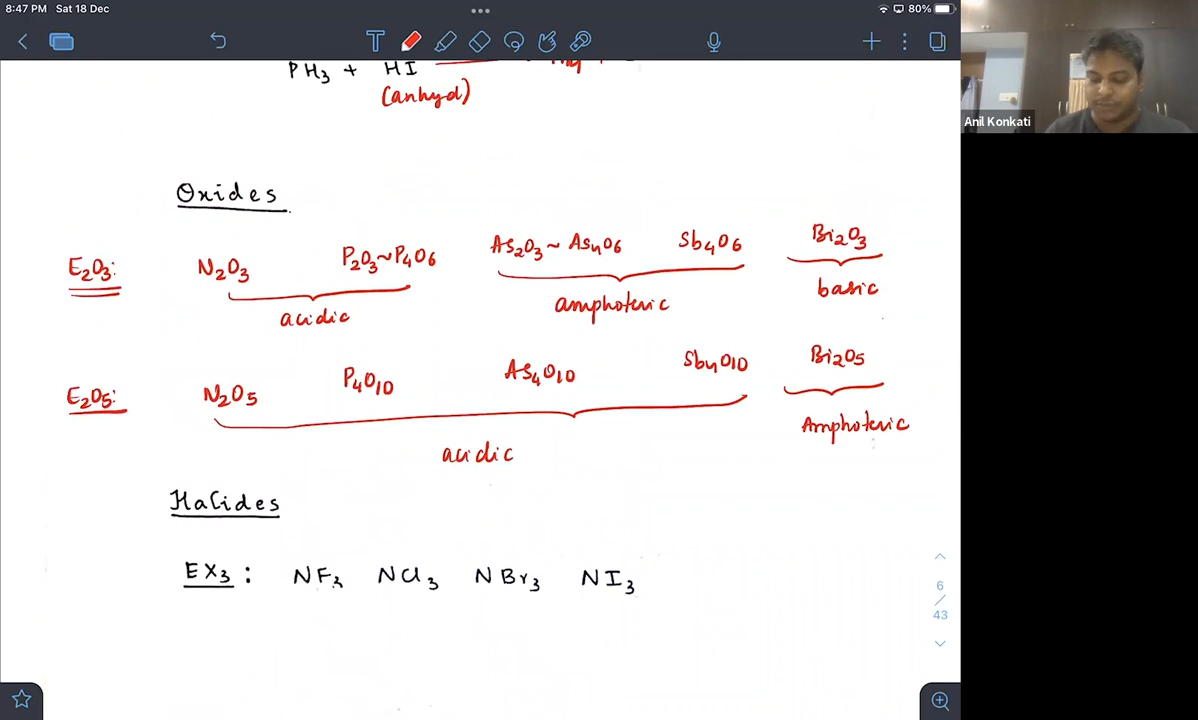 8:47 PM Sat 18 Dec
80%
T
PH3 + HI
(anhyd)
Anil Konkati
Oxides
E2O3: N2O3 P2O3~P4O6 As2O3~As4O6 Sb4O6 Bi2O3
acidic amphoteric basic
E2O5: N2O5 P4O10 As4O10 Sb4O10 Bi2O5
acidic Amphoteric
Halides
EX3: NF3 NCl3 NBr3 NI3
6
/
43